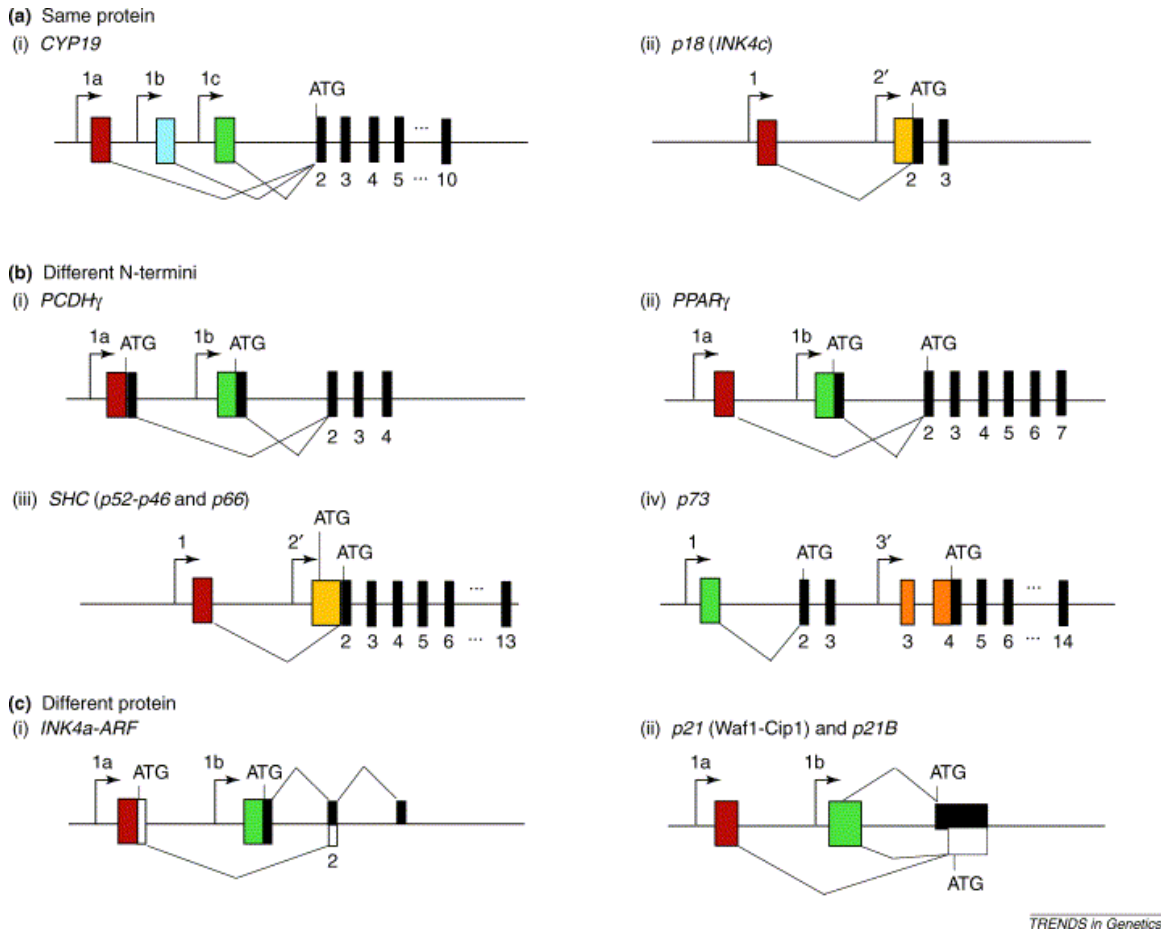 (a) Same protein
(i) CYP19
(ii) p18 (INK4c)
1a 1b 1c
ATG
1 2′
ATG
2 3 4 5 ... 10
...
2 3
(b) Different N-termini
(i) PCDHγ
(ii) PPARγ
1a ATG 1b ATG
1a 1b ATG ATG
2 3 4
2 3 4 5 6 7
(iii) SHC (p52-p46 and p66)
(iv) p73
ATG
1 2′ ATG
1 ATG 3′ ATG
...
...
2 3 4 5 6 ... 13
2 3 3 4 5 6 ... 14
(c) Different protein
(i) INK4a-ARF
(ii) p21 (Waf1-Cip1) and p21B
1a ATG 1b ATG
1a 1b ATG
2
ATG
TRENDS in Genetics